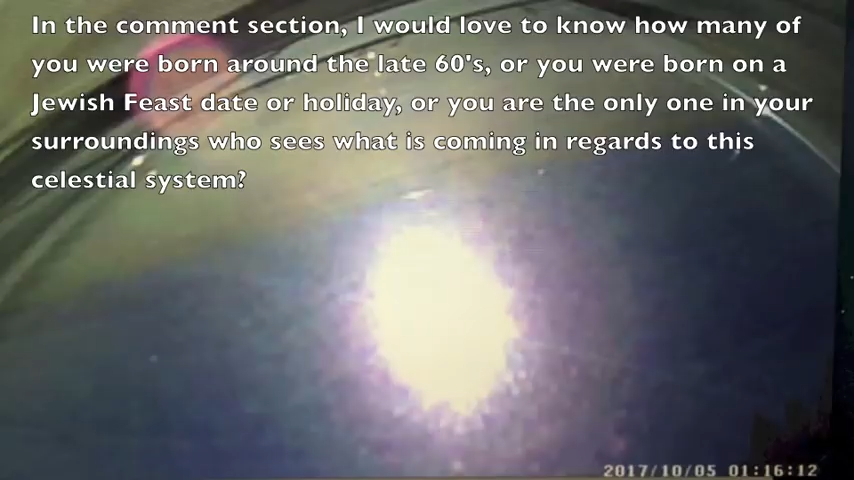 In the comment section, I would love to know how many of
you were born around the late 60's, or you were born on a
Jewish Feast date or holiday, or you are the only one in your
surroundings who sees what is coming in regards to this
celestial system?
2017/10/05 01:16:12